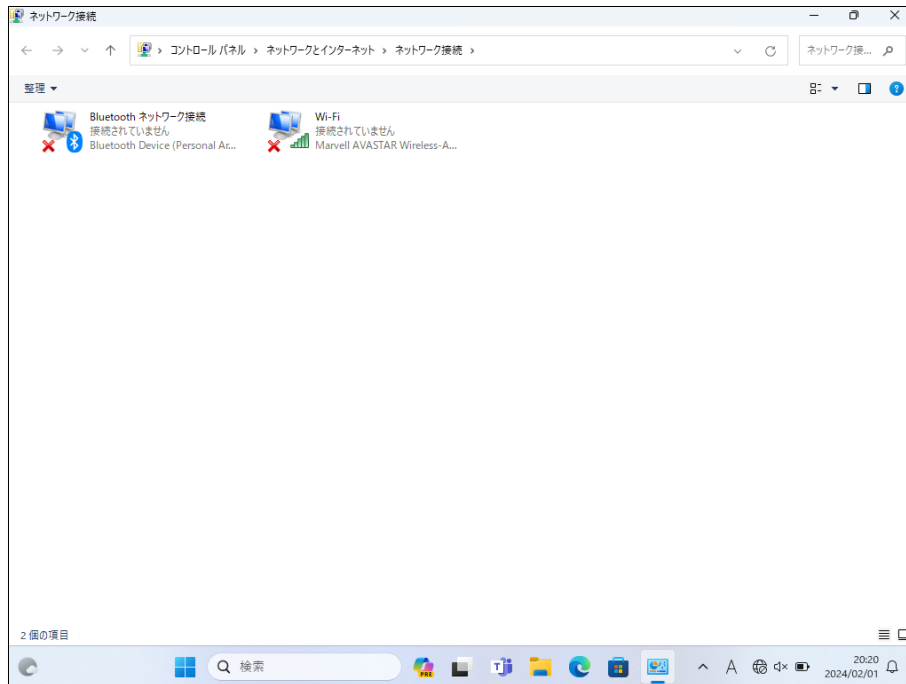 ネットワーク接続
コントロール パネル › ネットワークとインターネット › ネットワーク接続 ›
ネットワーク接...
整理
Bluetooth ネットワーク接続
接続されていません
Bluetooth Device (Personal Ar...
Wi-Fi
接続されていません
Marvell AVASTAR Wireless-A...
2 個の項目
検索
PRE
A
20:20
2024/02/01